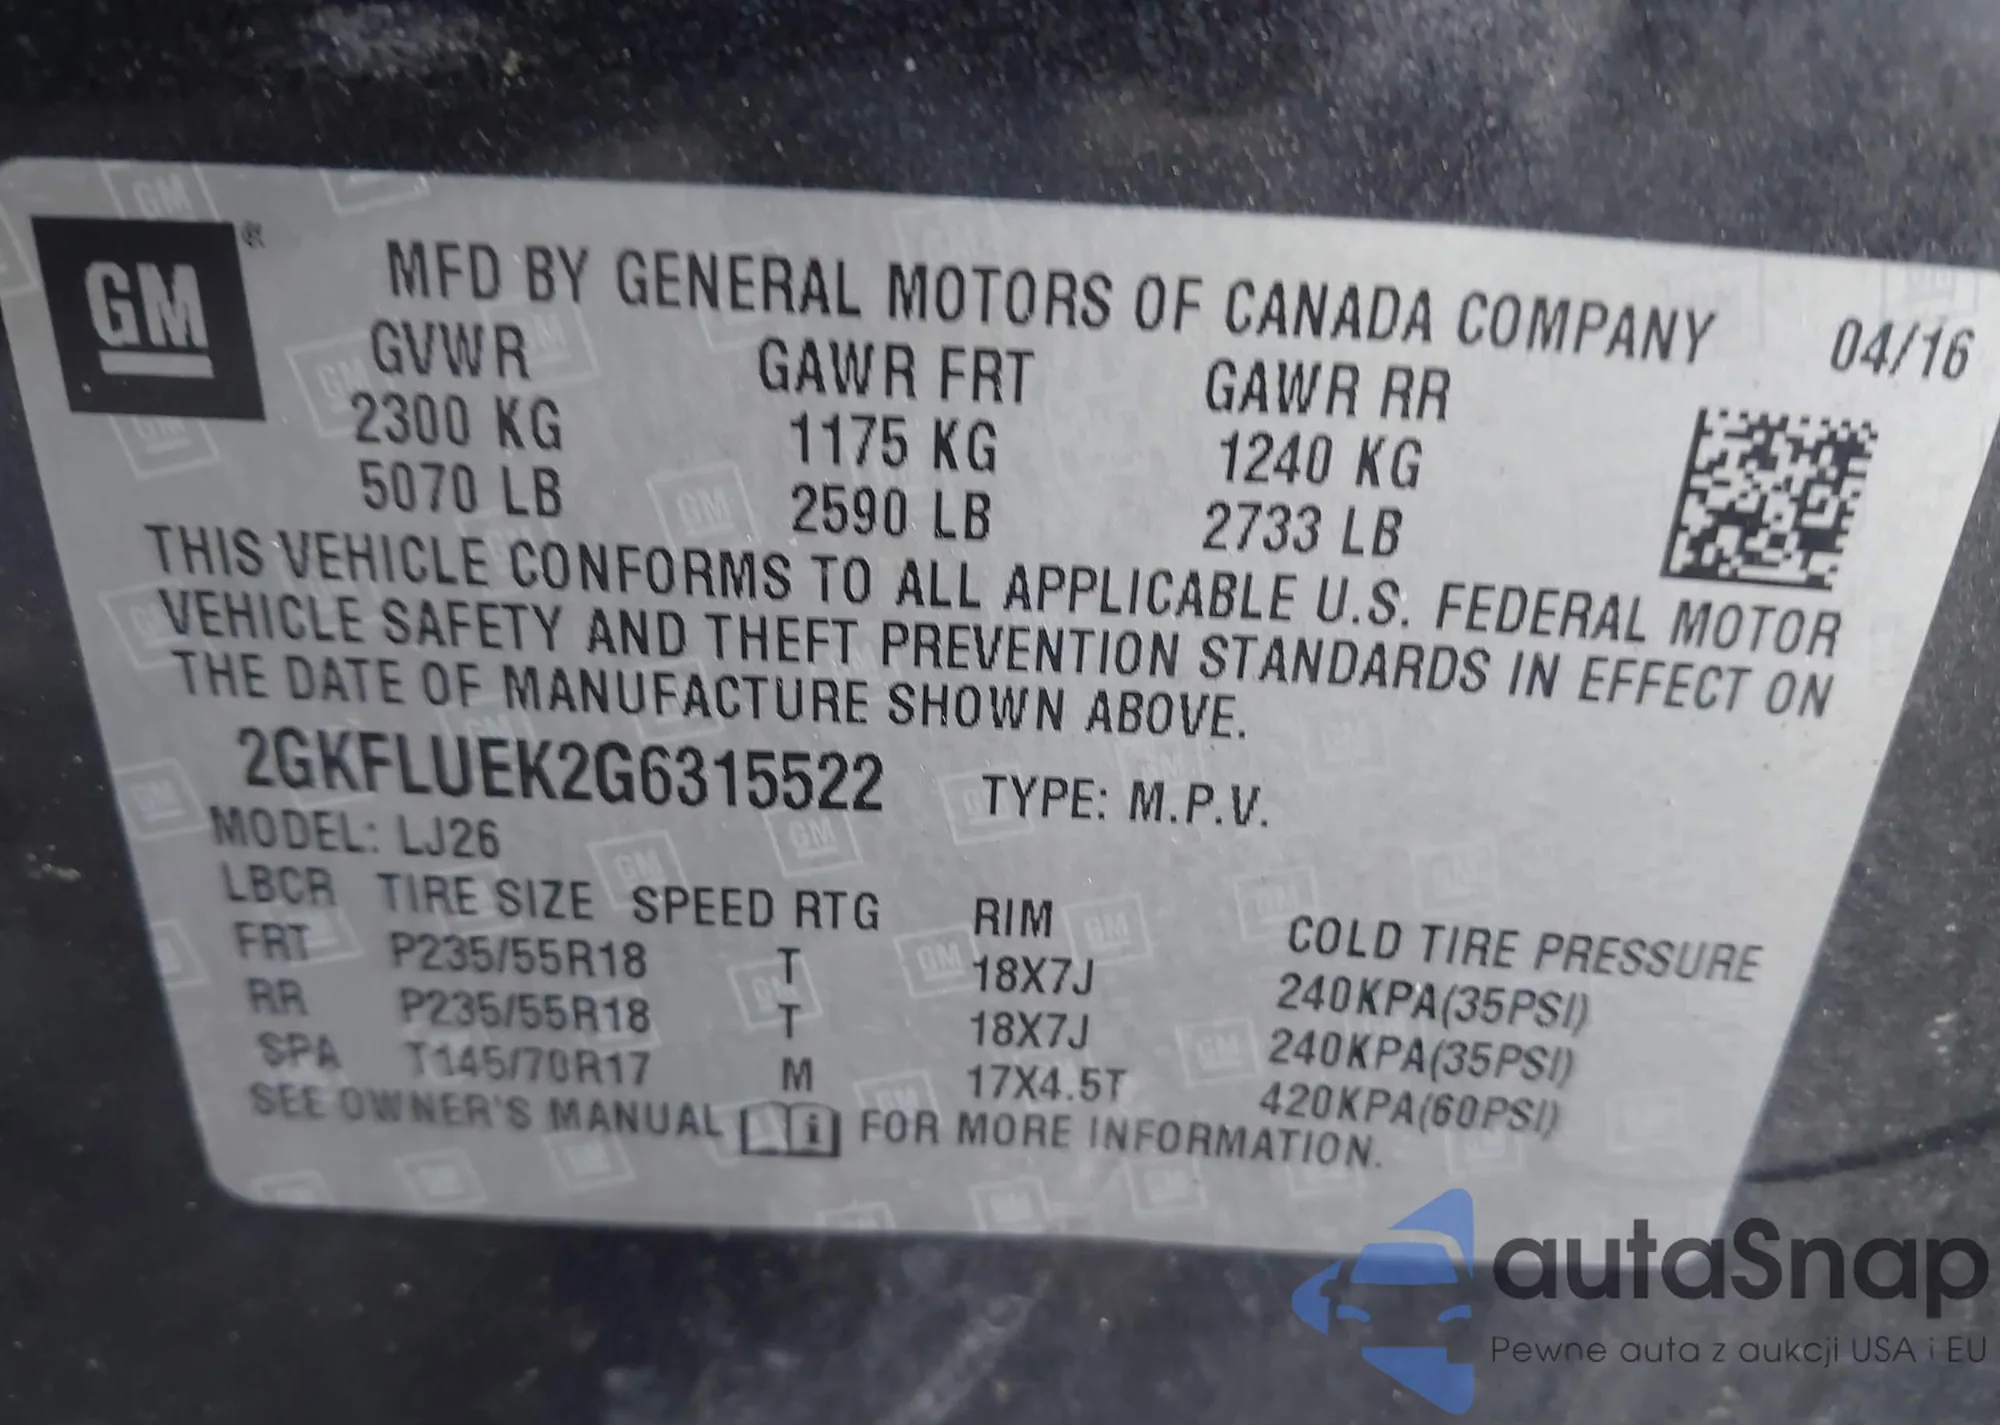 GM
MFD BY GENERAL MOTORS OF CANADA COMPANY 04/16
GVWR GAWR FRT GAWR RR
2300 KG 1175 KG 1240 KG
5070 LB 2590 LB 2733 LB
THIS VEHICLE CONFORMS TO ALL APPLICABLE U.S. FEDERAL MOTOR
VEHICLE SAFETY AND THEFT PREVENTION STANDARDS IN EFFECT ON
THE DATE OF MANUFACTURE SHOWN ABOVE.
2GKFLUEK2G6315522 TYPE: M.P.V.
MODEL: LJ26
LBCR TIRE SIZE SPEED RTG RIM COLD TIRE PRESSURE
FRT P235/55R18 T 18X7J 240KPA(35PSI)
RR P235/55R18 T 18X7J 240KPA(35PSI)
SPA T145/70R17 M 17X4.5T 420KPA(60PSI)
SEE OWNER'S MANUAL i FOR MORE INFORMATION.
autaSnap
Pewne auta z aukcji USA i EU